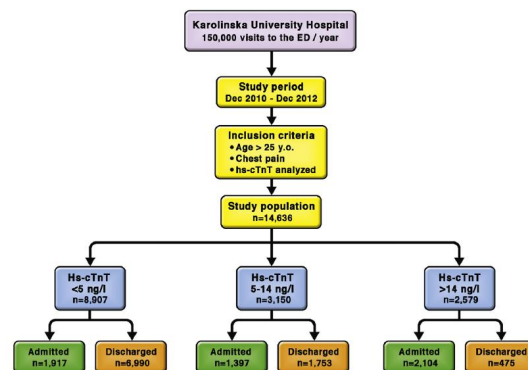 Karolinska University Hospital
150,000 visits to the ED / year
Study period
Dec 2010 - Dec 2012
Inclusion criteria
• Age > 25 y.o.
• Chest pain
• hs-cTnT analyzed
Study population
n=14,636
Hs-cTnT
<5 ng/l
n=8,907
Hs-cTnT
5-14 ng/l
n=3,150
Hs-cTnT
>14 ng/l
n=2,579
Admitted
n=1,917
Discharged
n=6,990
Admitted
n=1,397
Discharged
n=1,753
Admitted
n=2,104
Discharged
n=475